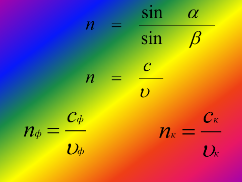 n = sin α / sin β
n = c / υ
nф = cф / υф
nк = cк / υк